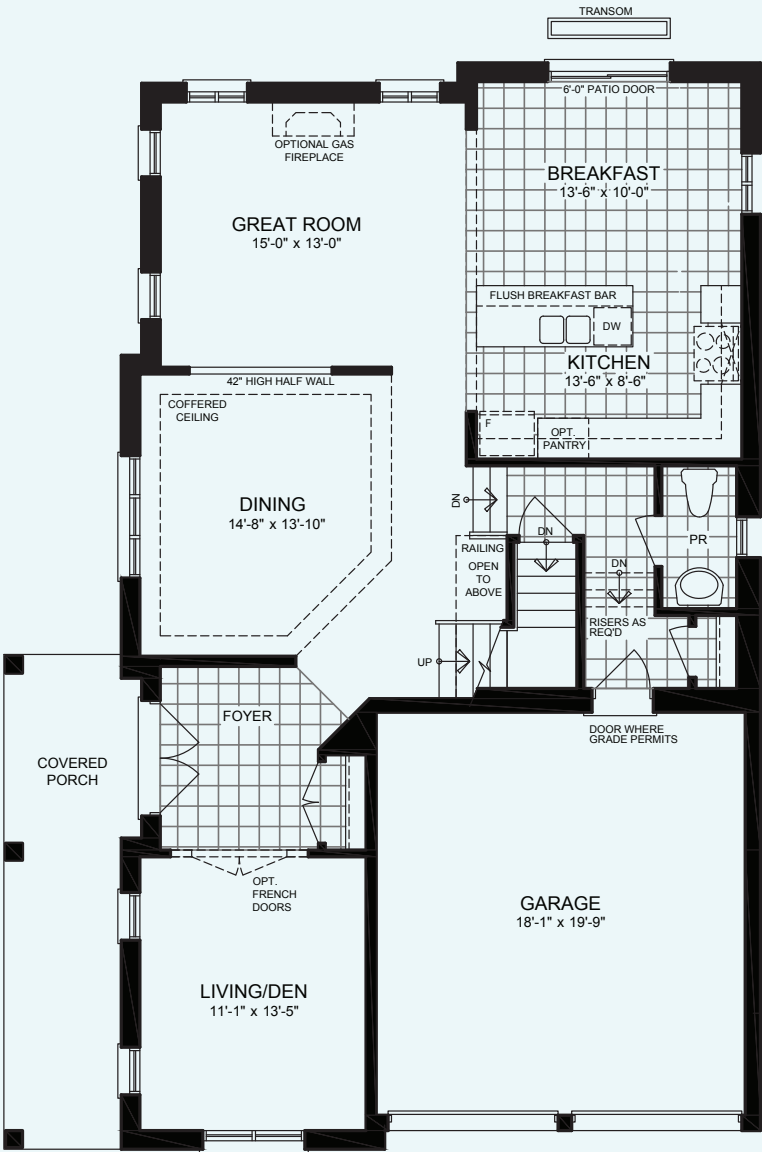 TRANSOM
6'-0" PATIO DOOR
OPTIONAL GAS
FIREPLACE
BREAKFAST
13'-6" x 10'-0"
GREAT ROOM
15'-0" x 13'-0"
FLUSH BREAKFAST BAR
DW
KITCHEN
13'-6" x 8'-6"
42" HIGH HALF WALL
COFFERED
CEILING
F
OPT.
PANTRY
DINING
14'-8" x 13'-10"
DN
DN
PR
RAILING
OPEN
TO
ABOVE
DN
RISERS AS
REQ'D
UP
FOYER
DOOR WHERE
GRADE PERMITS
COVERED
PORCH
OPT.
FRENCH
DOORS
GARAGE
18'-1" x 19'-9"
LIVING/DEN
11'-1" x 13'-5"